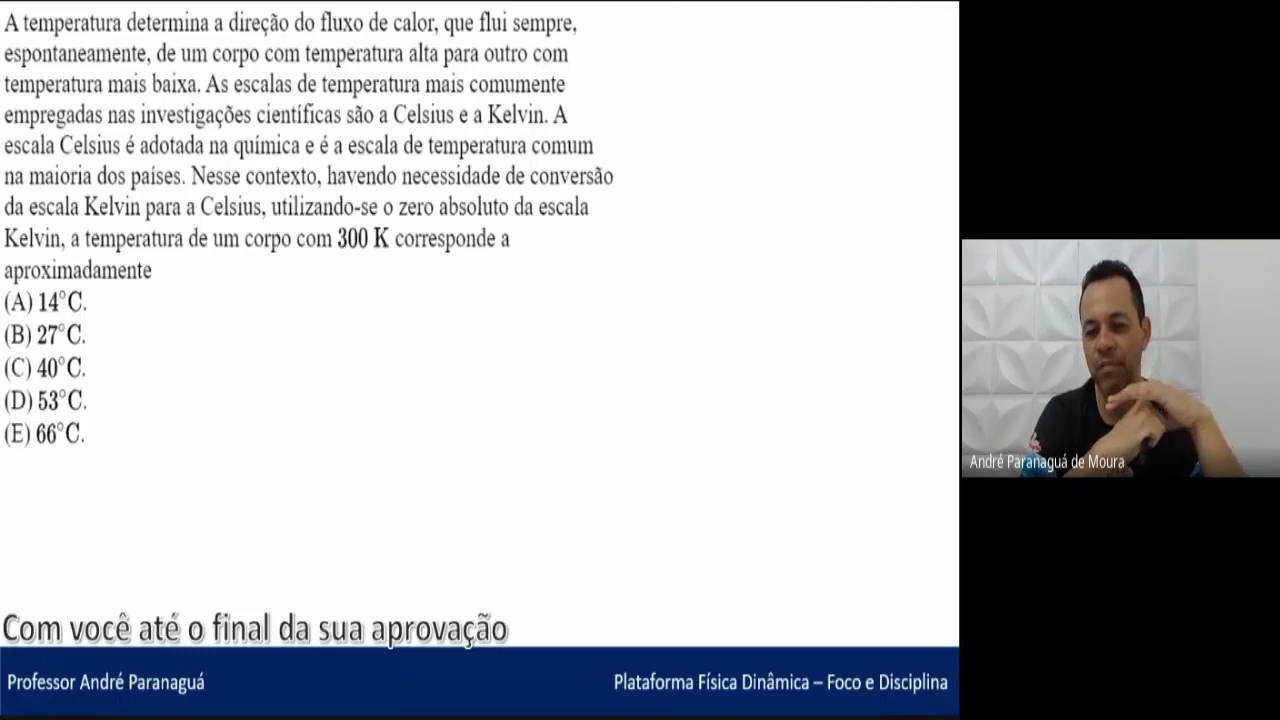 A temperatura determina a direção do fluxo de calor, que flui sempre,
espontaneamente, de um corpo com temperatura alta para outro com
temperatura mais baixa. As escalas de temperatura mais comumente
empregadas nas investigações científicas são a Celsius e a Kelvin. A
escala Celsius é adotada na química e é a escala de temperatura comum
na maioria dos países. Nesse contexto, havendo necessidade de conversão
da escala Kelvin para a Celsius, utilizando-se o zero absoluto da escala
Kelvin, a temperatura de um corpo com 300 K corresponde a
aproximadamente
(A) 14°C.
(B) 27°C.
(C) 40°C.
(D) 53°C.
(E) 66°C.
André Paranaguá de Moura
Com você até o final da sua aprovação
Professor André Paranaguá
Plataforma Física Dinâmica – Foco e Disciplina